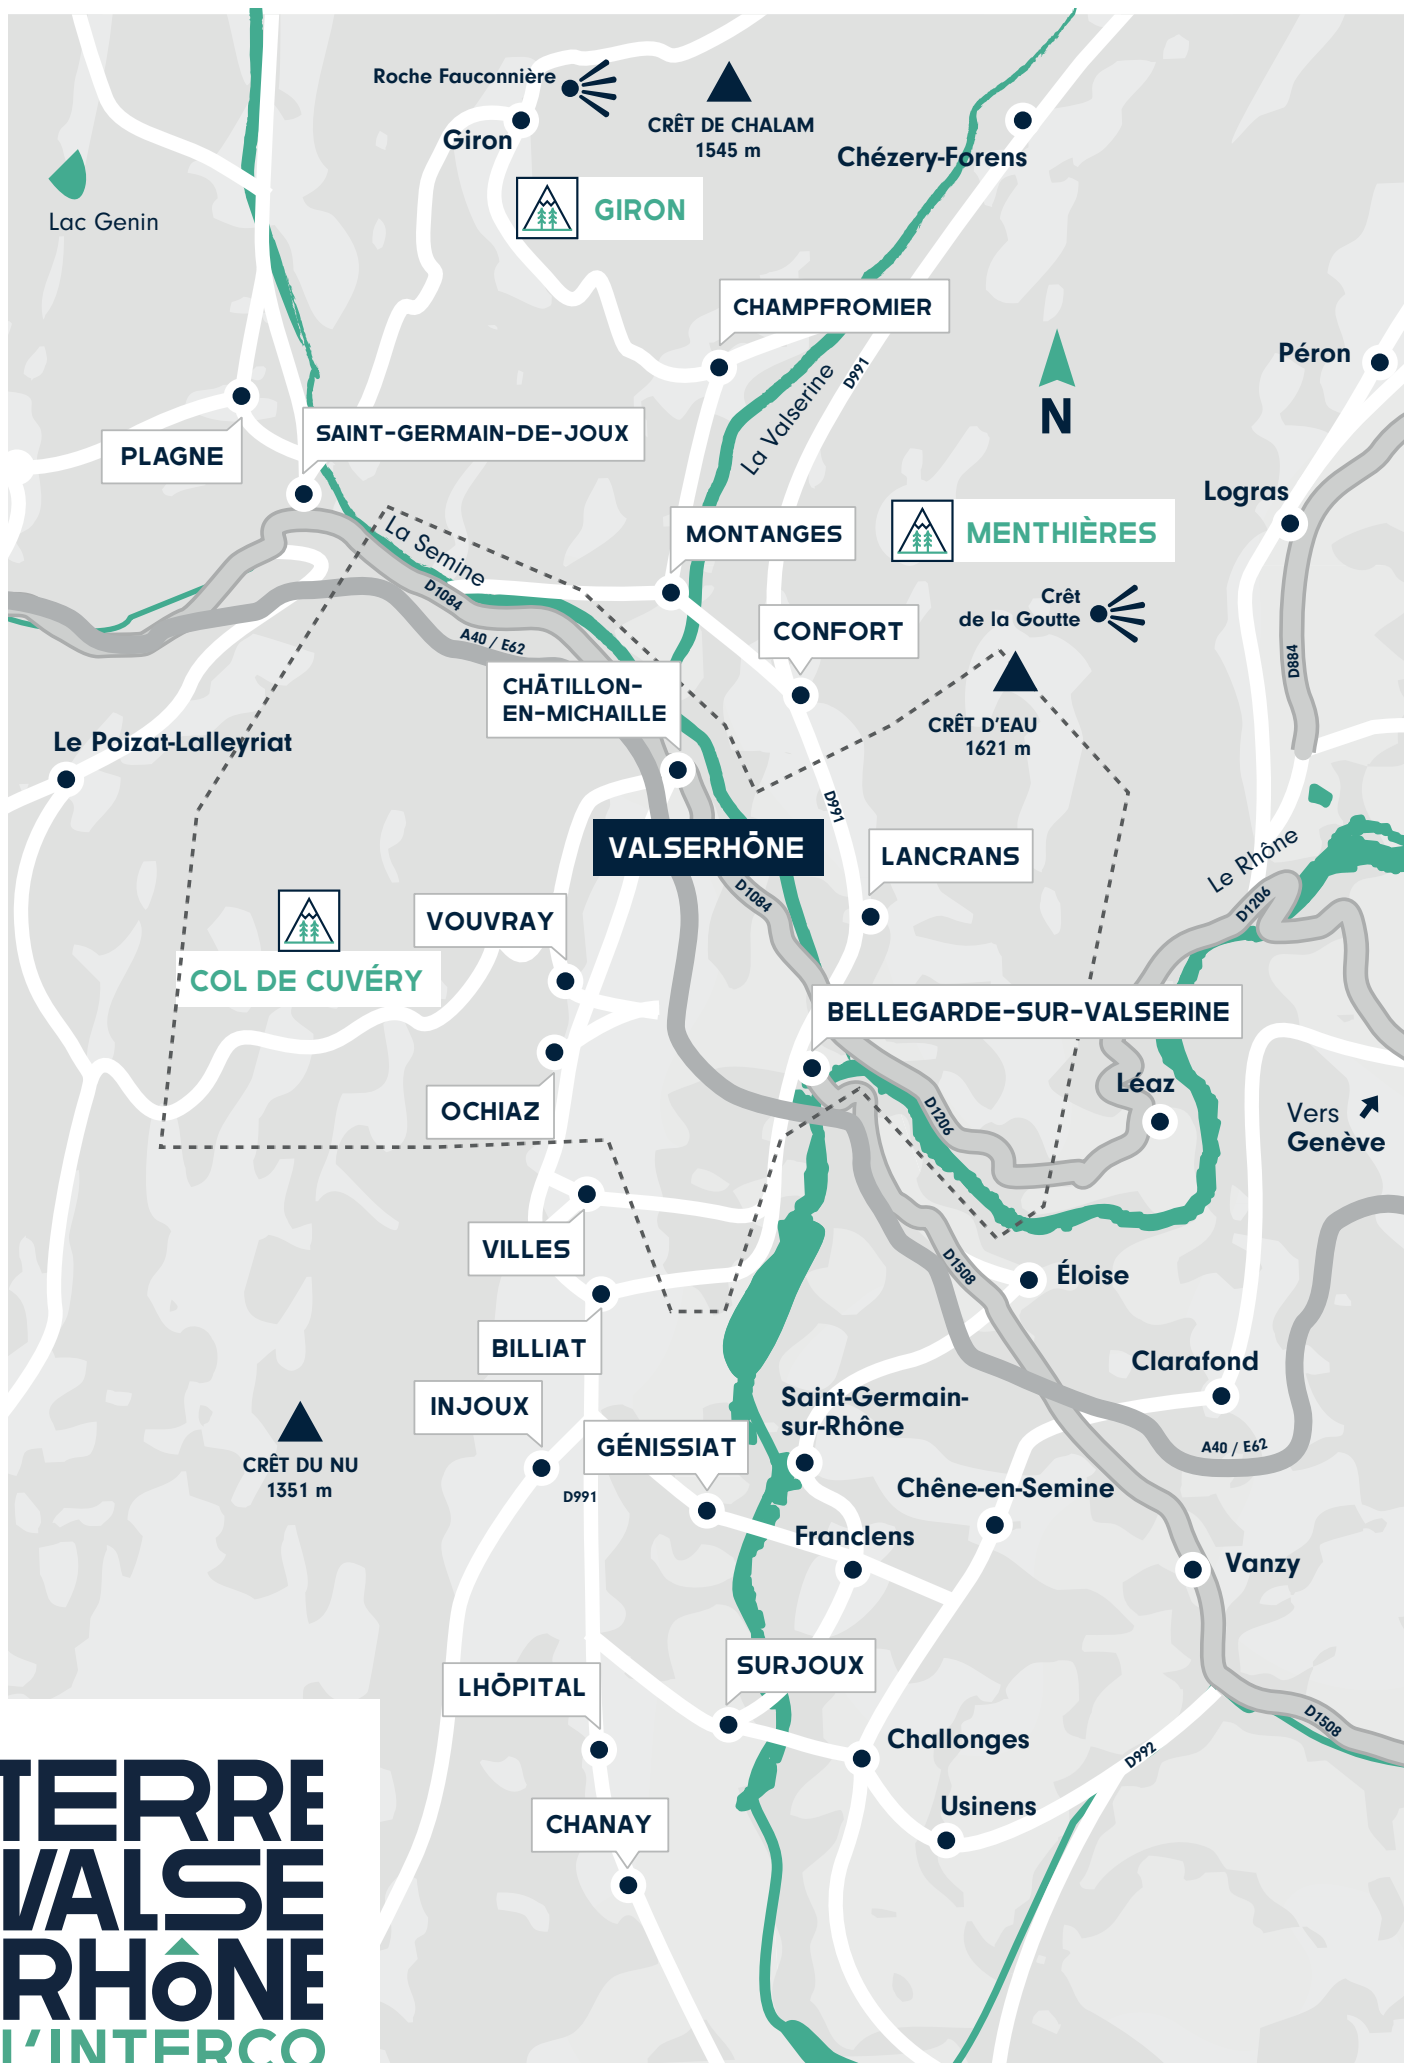 Roche Fauconnière
Giron
CRÊT DE CHALAM
1545 m
Chézery-Forens
GIRON
Lac Genin
CHAMPFROMIER
Péron
D991
La Valserine
N
PLAGNE
SAINT-GERMAIN-DE-JOUX
Logras
MONTANGES
MENTHIÈRES
La Semine
D1084
A40 / E62
Crêt
de la Goutte
CONFORT
D884
CHÂTILLON-
EN-MICHAILLE
CRÊT D'EAU
1621 m
Le Poizat-Lalleyriat
D991
VALSERHÔNE
LANCRANS
Le Rhône
D1206
D1084
VOUVRAY
COL DE CUVÉRY
BELLEGARDE-SUR-VALSERINE
Léaz
OCHIAZ
D1206
Vers
Genève
VILLES
D1508
Éloise
BILLIAT
Clarafond
INJOUX
Saint-Germain-
sur-Rhône
GÉNISSIAT
A40 / E62
CRÊT DU NU
1351 m
D991
Chêne-en-Semine
Franclens
Vanzy
SURJOUX
LHÔPITAL
D1508
Challonges
D992
Usinens
CHANAY
TERRE
VALSE
RHÔNE
L'INTERCO